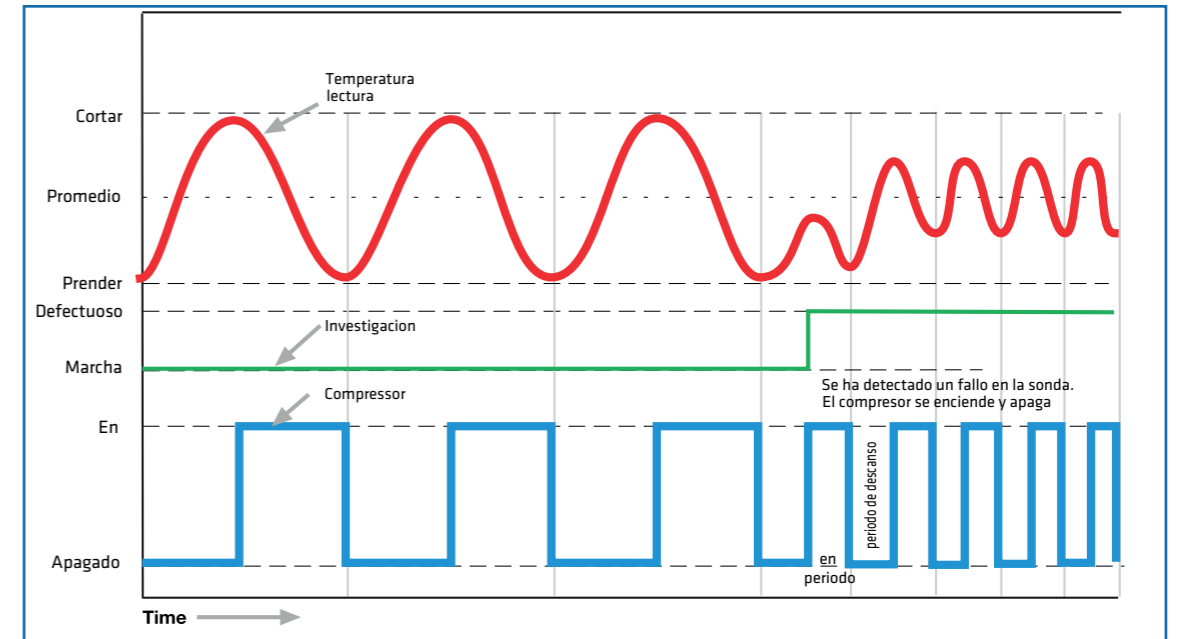 Temperatura
lectura
Cortar
Promedio
Prender
Defectuoso
Investigacion
Marcha
Se ha detectado un fallo en la sonda.
El compresor se enciende y apaga
Compressor
En
periodo de descanso
Apagado
en
periodo
Time